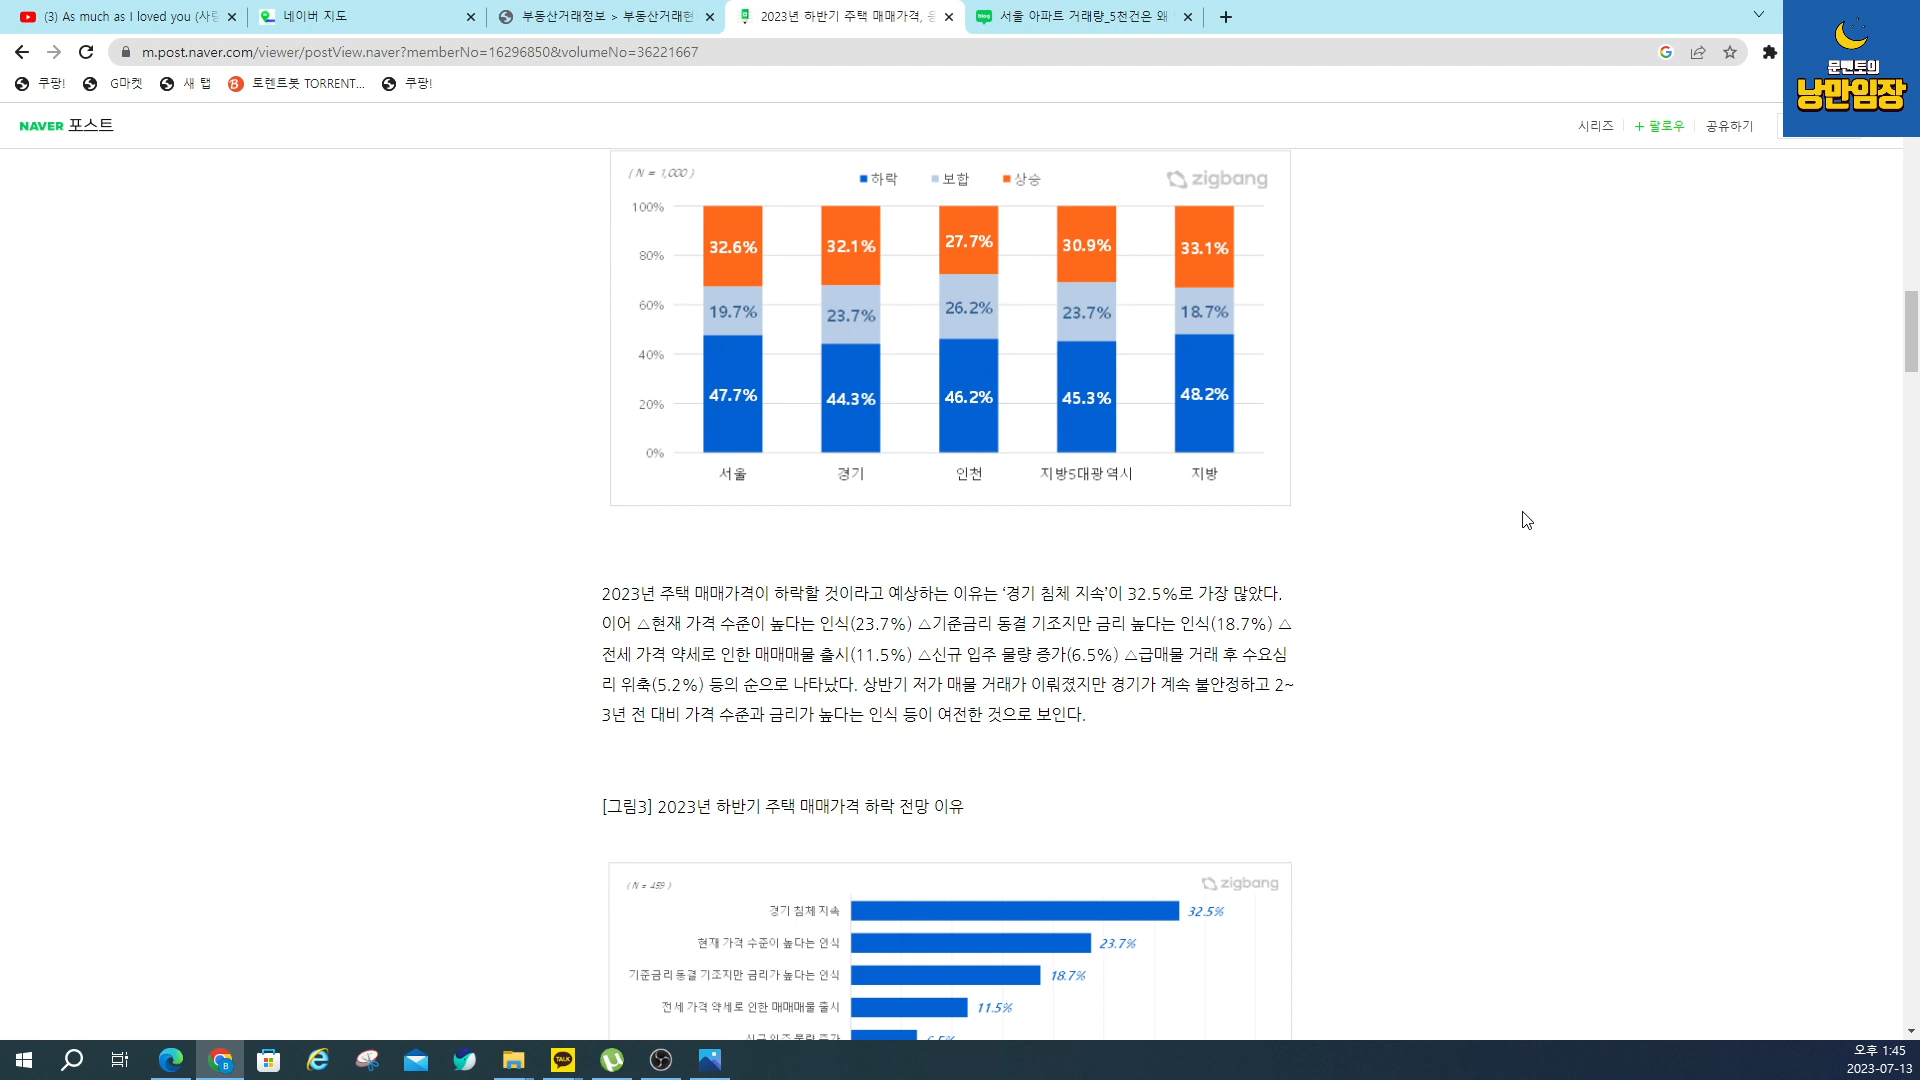 (3) As much as I loved you (사랑
네이버 지도
부동산거래정보 > 부동산거래현
2023년 하반기 주택 매매가격,
서울 아파트 거래량_5천건은 왜
m.post.naver.com/viewer/postView.naver?memberNo=16296850&volumeNo=36221667
쿠팡!
G마켓
새 탭
토렌트봇 TORRENT...
쿠팡!
문멘토의
낭만임장
NAVER 포스트
시리즈
+ 팔로우
공유하기
( N = 1,000 )
하락
보합
상승
zigbang
100%
32.6%
32.1%
27.7%
30.9%
33.1%
80%
60%
19.7%
23.7%
26.2%
23.7%
18.7%
40%
47.7%
44.3%
46.2%
45.3%
48.2%
20%
0%
서울
경기
인천
지방5대광역시
지방
2023년 주택 매매가격이 하락할 것이라고 예상하는 이유는 ‘경기 침체 지속’이 32.5%로 가장 많았다.
이어 △현재 가격 수준이 높다는 인식(23.7%) △기준금리 동결 기조지만 금리 높다는 인식(18.7%) △
전세 가격 약세로 인한 매매매물 출시(11.5%) △신규 입주 물량 증가(6.5%) △급매물 거래 후 수요심
리 위축(5.2%) 등의 순으로 나타났다. 상반기 저가 매물 거래가 이뤄졌지만 경기가 계속 불안정하고 2~
3년 전 대비 가격 수준과 금리가 높다는 인식 등이 여전한 것으로 보인다.
[그림3] 2023년 하반기 주택 매매가격 하락 전망 이유
( N = 459 )
zigbang
경기 침체 지속
32.5%
현재 가격 수준이 높다는 인식
23.7%
기준금리 동결 기조지만 금리가 높다는 인식
18.7%
전세 가격 약세로 인한 매매매물 출시
11.5%
신규 입주 물량 증가
6.5%
TALK
오후 1:45
2023-07-13